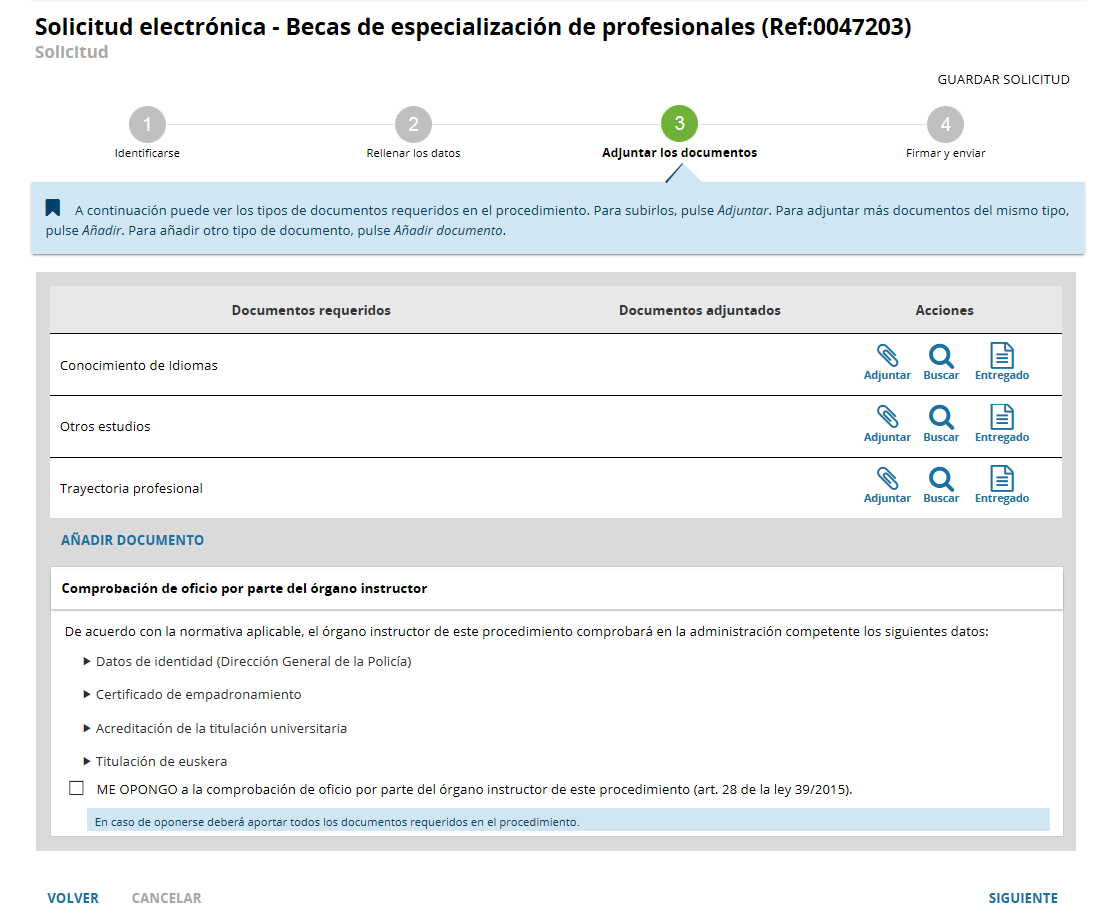 Solicitud electrónica - Becas de especialización de profesionales (Ref:0047203)
Solicitud
GUARDAR SOLICITUD
1
2
3
4
Identificarse
Rellenar los datos
Adjuntar los documentos
Firmar y enviar
A continuación puede ver los tipos de documentos requeridos en el procedimiento. Para subirlos, pulse Adjuntar. Para adjuntar más documentos del mismo tipo,
pulse Añadir. Para añadir otro tipo de documento, pulse Añadir documento.
Documentos requeridos Documentos adjuntados Acciones
Conocimiento de Idiomas
Adjuntar Buscar Entregado
Otros estudios
Adjuntar Buscar Entregado
Trayectoria profesional
Adjuntar Buscar Entregado
AÑADIR DOCUMENTO
Comprobación de oficio por parte del órgano instructor
De acuerdo con la normativa aplicable, el órgano instructor de este procedimiento comprobará en la administración competente los siguientes datos:
Datos de identidad (Dirección General de la Policía)
Certificado de empadronamiento
Acreditación de la titulación universitaria
Titulación de euskera
ME OPONGO a la comprobación de oficio por parte del órgano instructor de este procedimiento (art. 28 de la ley 39/2015).
En caso de oponerse deberá aportar todos los documentos requeridos en el procedimiento.
VOLVER CANCELAR SIGUIENTE